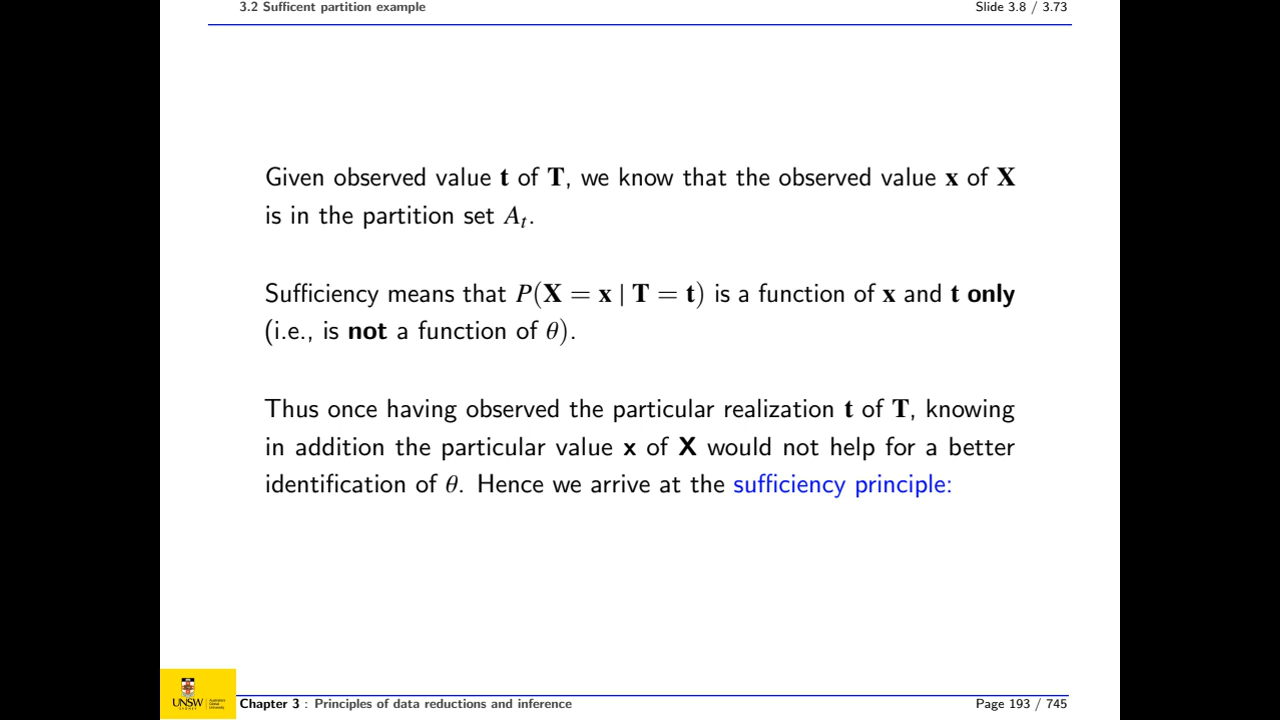 3.2 Sufficent partition example
Slide 3.8 / 3.73
Given observed value t of T, we know that the observed value x of X
is in the partition set Aₜ.
Sufficiency means that P(X = x | T = t) is a function of x and t only
(i.e., is not a function of θ).
Thus once having observed the particular realization t of T, knowing
in addition the particular value x of X would not help for a better
identification of θ. Hence we arrive at the sufficiency principle:
UNSW
SYDNEY
Chapter 3 : Principles of data reductions and inference
Page 193 / 745